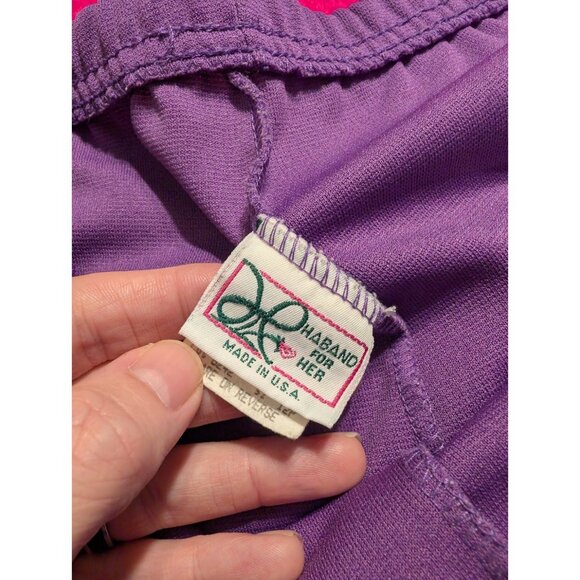 HABAND
FOR
HER
MADE IN U.S.A.
REVERSE